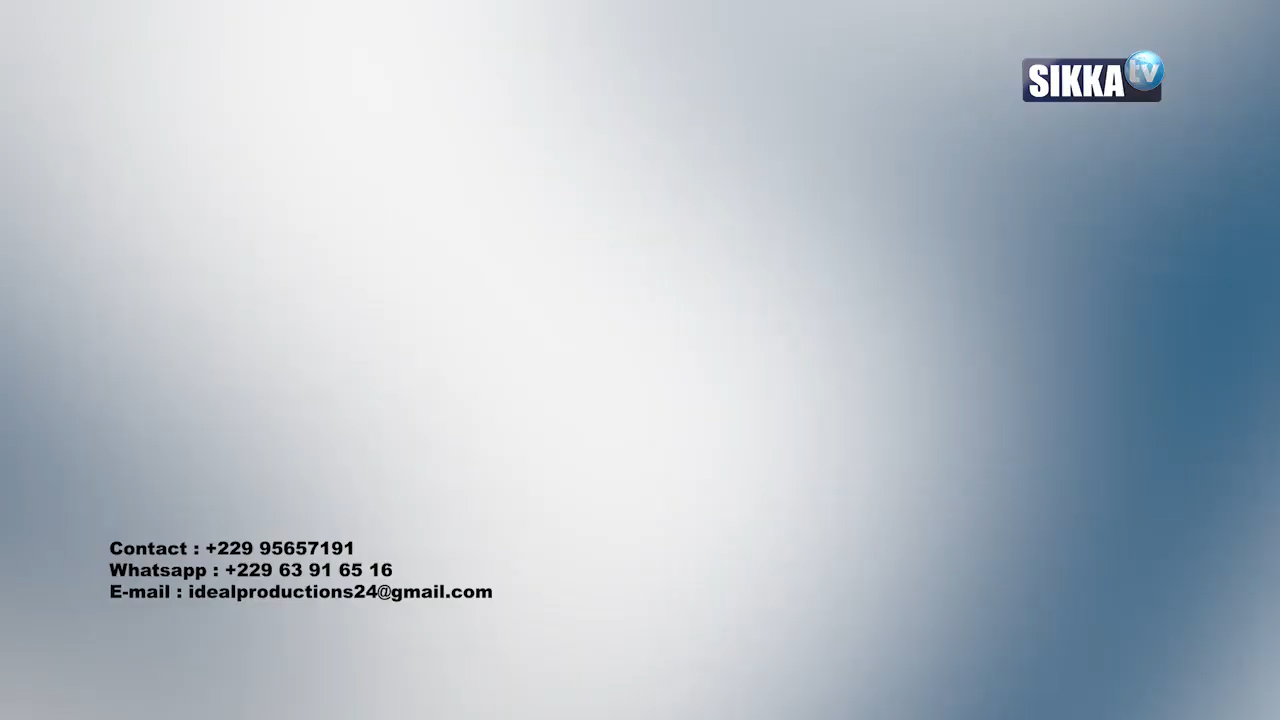 SIKKA tv
Contact : +229 95657191
Whatsapp : +229 63 91 65 16
E-mail : idealproductions24@gmail.com